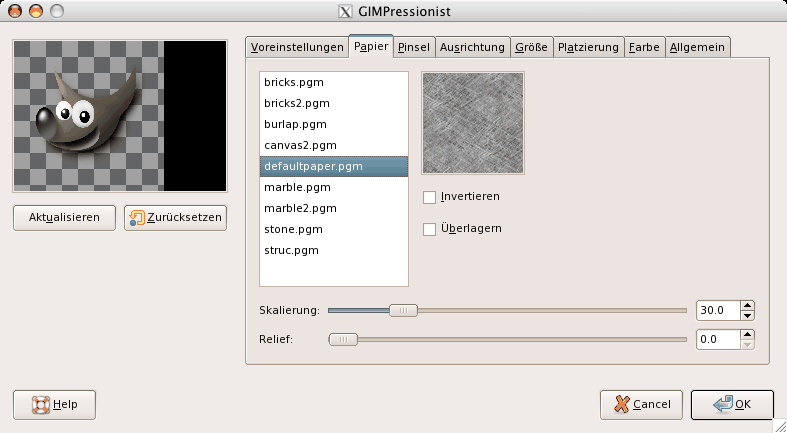 GIMPressionist
Voreinstellungen Papier Pinsel Ausrichtung Größe Platzierung Farbe Allgemein
bricks.pgm
bricks2.pgm
burlap.pgm
canvas2.pgm
defaultpaper.pgm
marble.pgm
marble2.pgm
stone.pgm
struc.pgm
Invertieren
Überlagern
Aktualisieren Zurücksetzen
Skalierung: 30.0
Relief: 0.0
Help Cancel OK